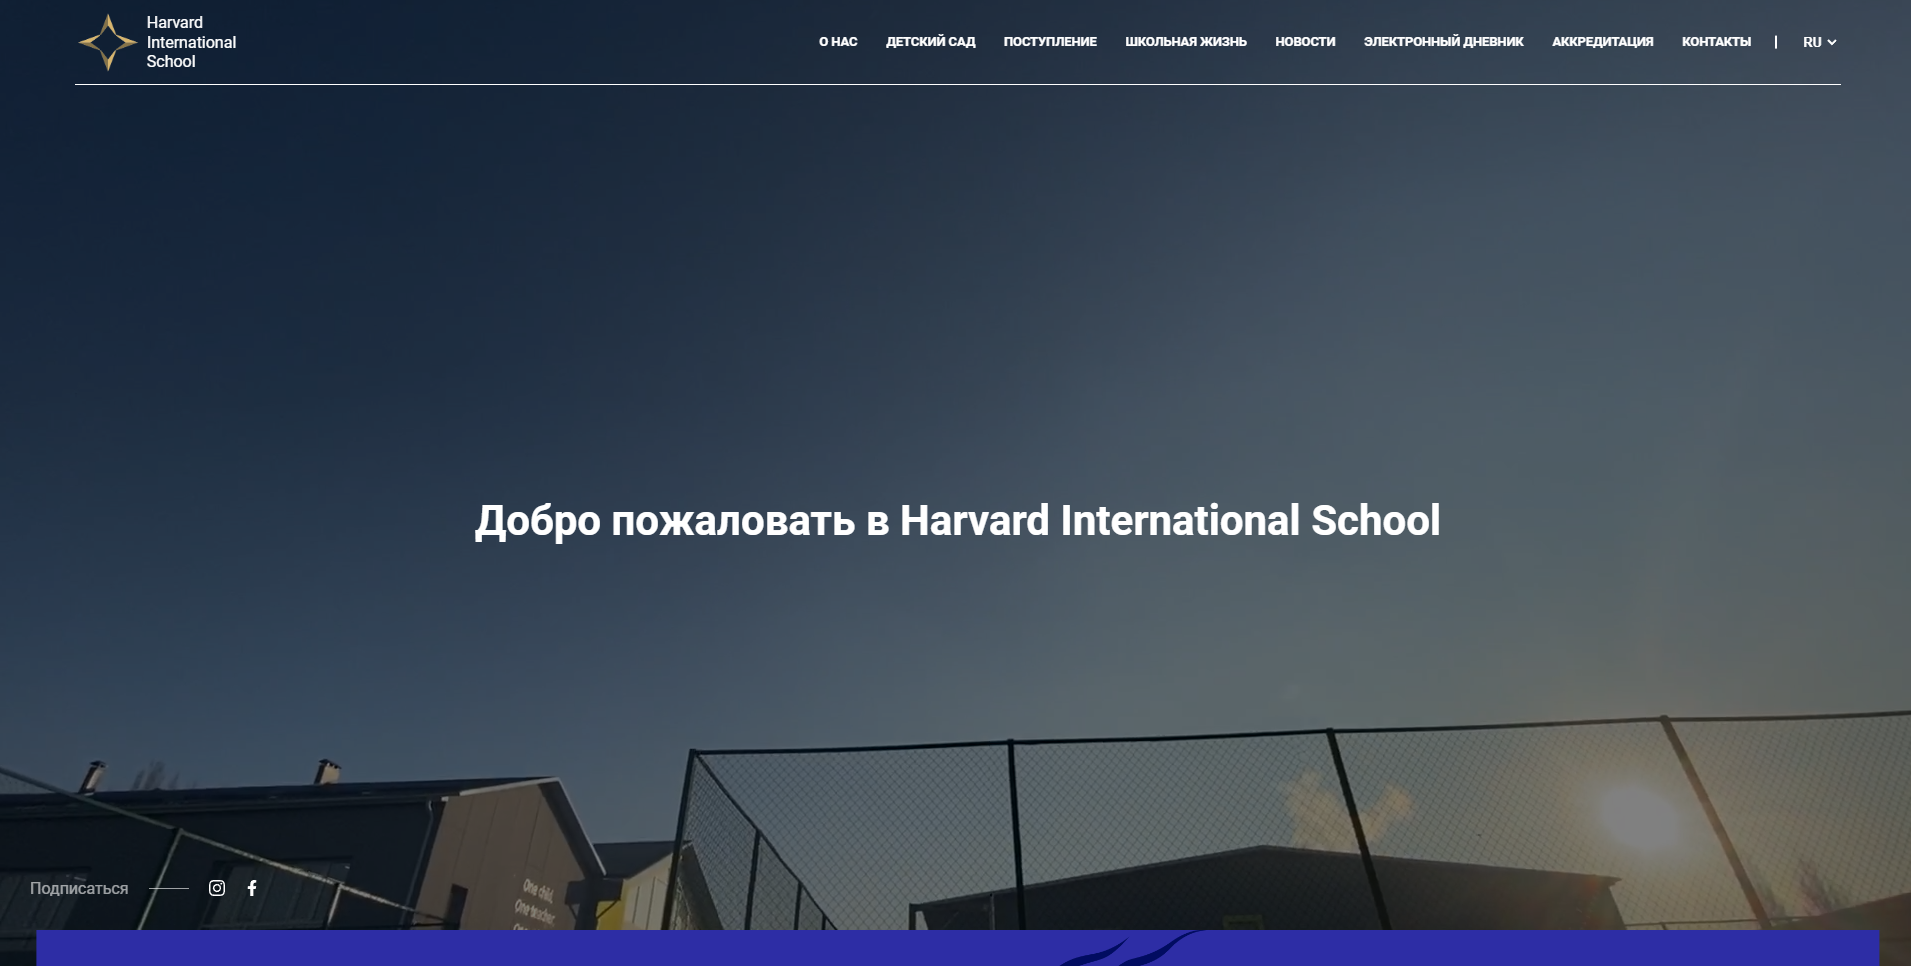 Harvard
International
School
О НАС
ДЕТСКИЙ САД
ПОСТУПЛЕНИЕ
ШКОЛЬНАЯ ЖИЗНЬ
НОВОСТИ
ЭЛЕКТРОННЫЙ ДНЕВНИК
АККРЕДИТАЦИЯ
КОНТАКТЫ
RU
Добро пожаловать в Harvard International School
Подписаться
One child,
One teacher